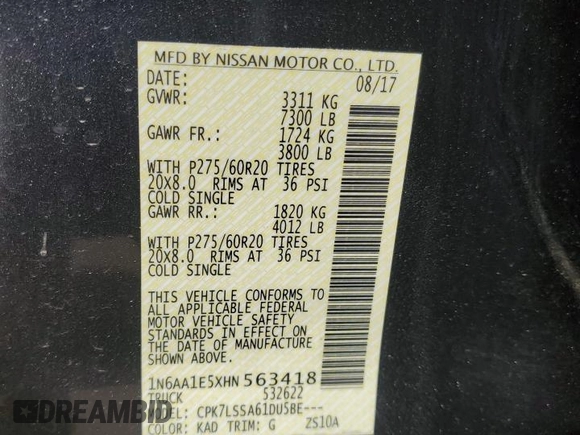 MFD BY NISSAN MOTOR CO., LTD.
DATE: 08/17
GVWR: 3311 KG
7300 LB
GAWR FR.: 1724 KG
3800 LB
WITH P275/60R20 TIRES
20X8.0 RIMS AT 36 PSI
COLD SINGLE
GAWR RR.: 1820 KG
4012 LB
WITH P275/60R20 TIRES
20X8.0 RIMS AT 36 PSI
COLD SINGLE
THIS VEHICLE CONFORMS TO
ALL APPLICABLE FEDERAL
MOTOR VEHICLE SAFETY
STANDARDS IN EFFECT ON
THE DATE OF MANUFACTURE
SHOWN ABOVE.
1N6AA1E5XHN563418
TRUCK 532622
MODEL: CPK7LSSA61DU5BE---
COLOR: KAD TRIM: G ZS10A
DREAMBID.COM
DREAMBID.COM